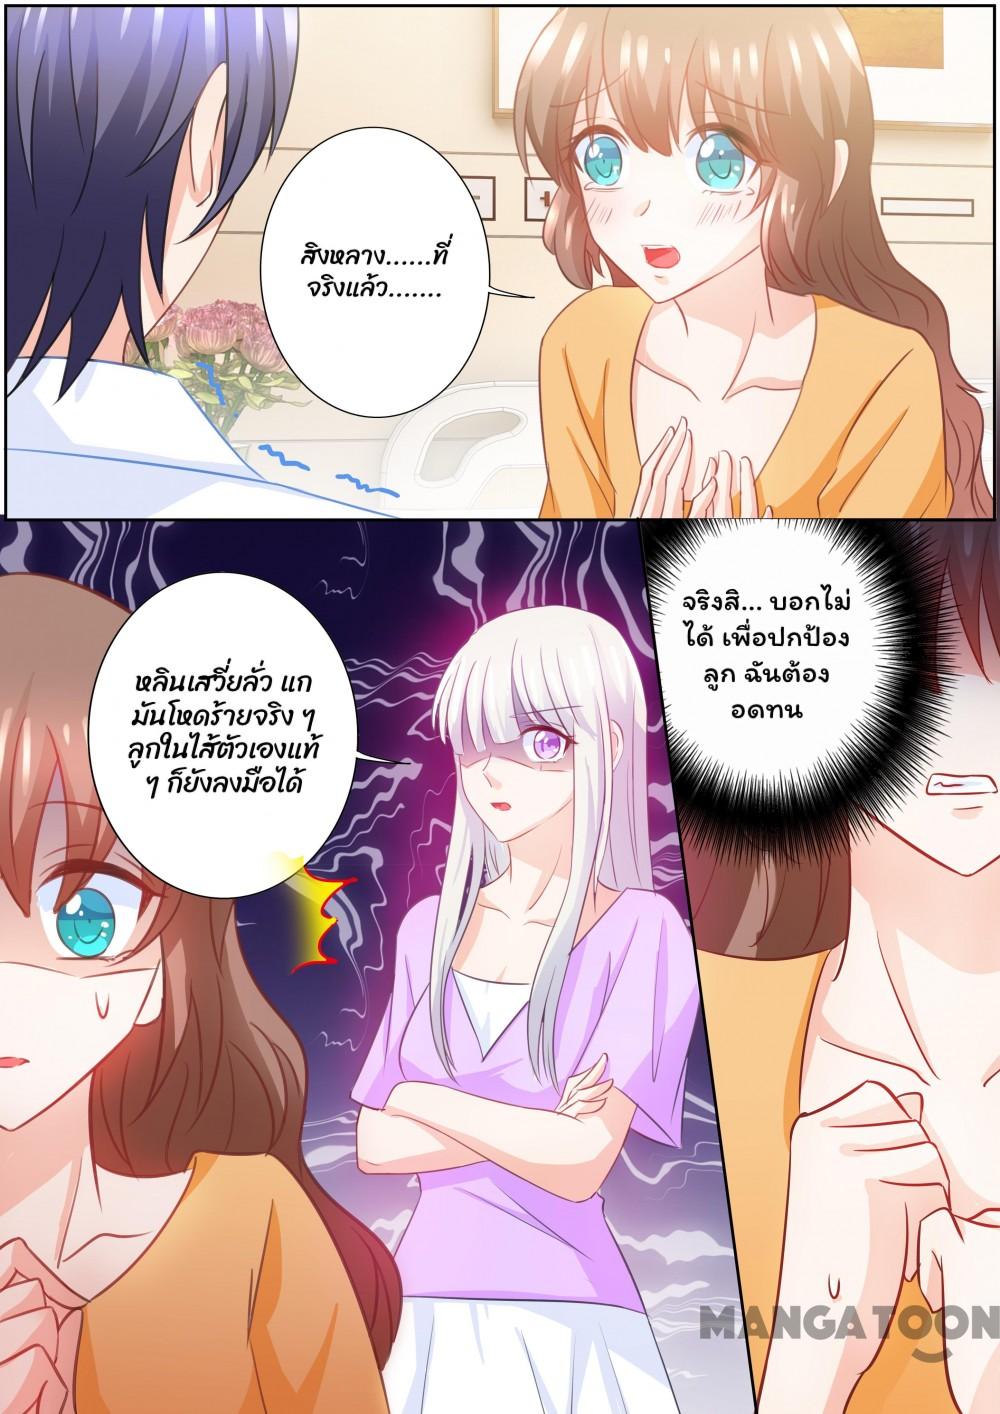 สิงหลาง......ที่
จริงแล้ว.......
หลินเสวี่ยลั่ว แก
มันโหดร้ายจริง ๆ
ลูกในไส้ตัวเองแท้
ๆ ก็ยังลงมือได้
จริงสิ... บอกไม่
ได้ เพื่อปกป้อง
ลูก ฉันต้อง
อดทน
MANGATOON